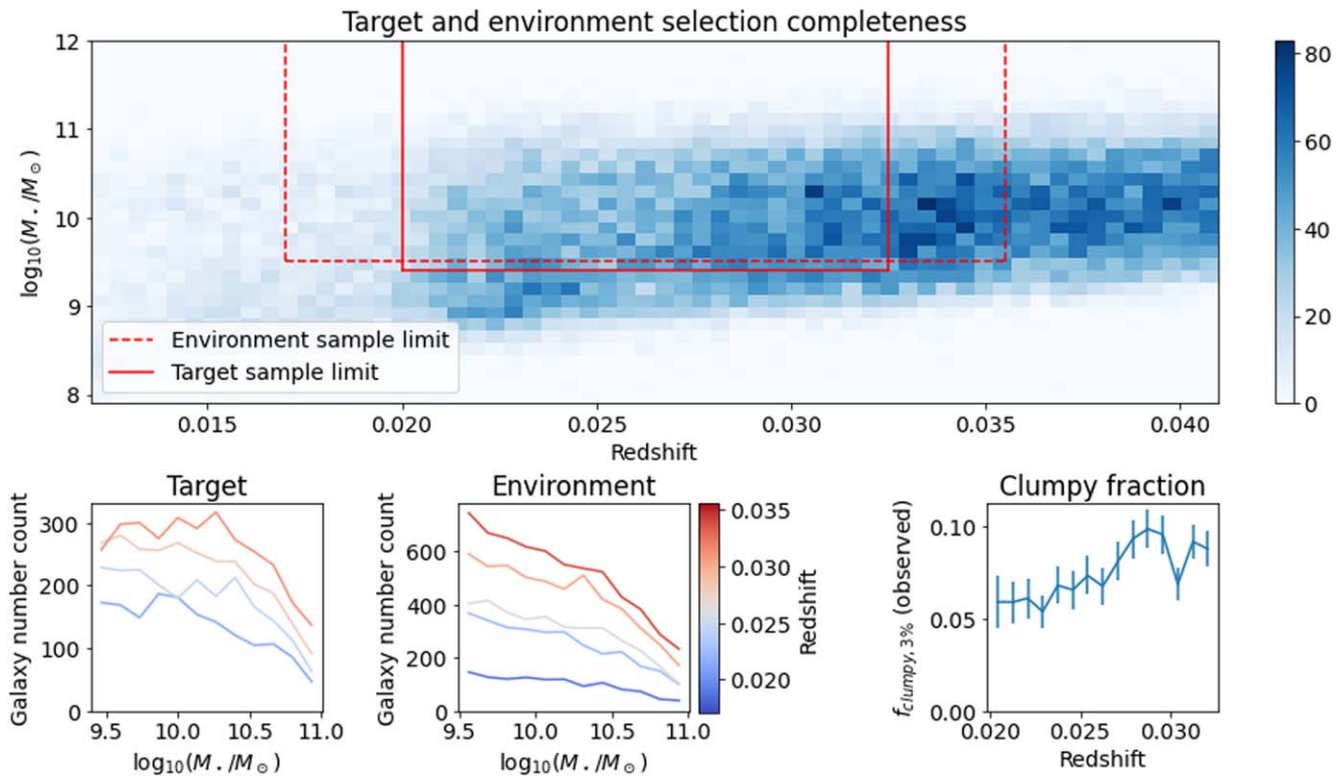 Target and environment selection completeness
12
11
10
9
8
log₁₀(M⋆/M⊙)
Environment sample limit
Target sample limit
0.015 0.020 0.025 0.030 0.035 0.040
Redshift
80
60
40
20
0
Target
300
200
100
0
Galaxy number count
9.5 10.0 10.5 11.0
log₁₀(M⋆/M⊙)
Environment
600
400
200
0
Galaxy number count
9.5 10.0 10.5 11.0
log₁₀(M⋆/M⊙)
0.035
0.030
0.025
0.020
Redshift
Clumpy fraction
0.10
0.05
0.00
f_clumpy, 3% (observed)
0.020 0.025 0.030
Redshift